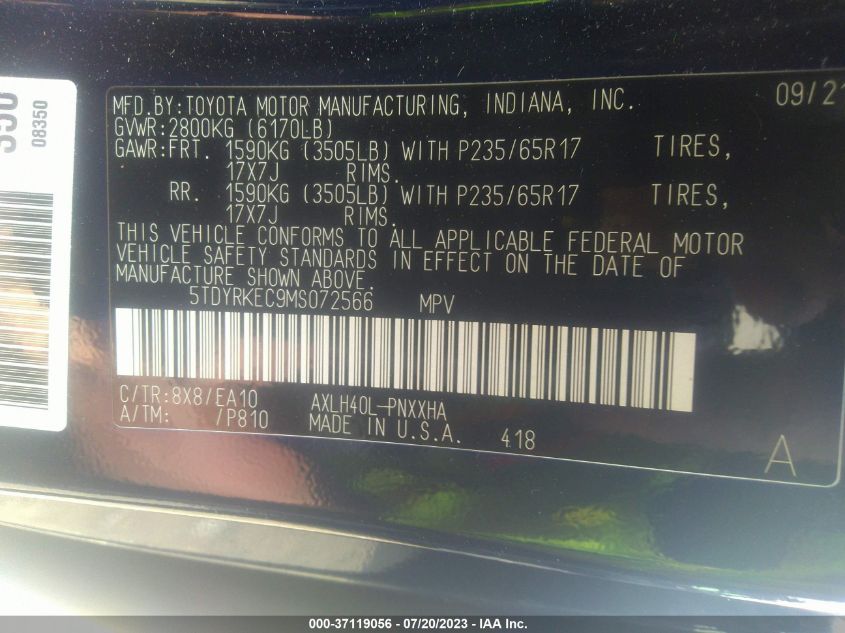 350
08350
MFD.BY:TOYOTA MOTOR MANUFACTURING, INDIANA, INC. 09/21
GVWR:2800KG (6170LB)
GAWR:FRT. 1590KG (3505LB) WITH P235/65R17 TIRES,
17X7J RIMS.
RR. 1590KG (3505LB) WITH P235/65R17 TIRES,
17X7J RIMS.
THIS VEHICLE CONFORMS TO ALL APPLICABLE FEDERAL MOTOR
VEHICLE SAFETY STANDARDS IN EFFECT ON THE DATE OF
MANUFACTURE SHOWN ABOVE.
5TDYRKEC9MS072566 MPV
C/TR:8X8/EA10 AXLH40L-PNXXHA
A/TM: /P810 MADE IN U.S.A. 418
A
000-37119056 / 07/20/2023 - IAA Inc.